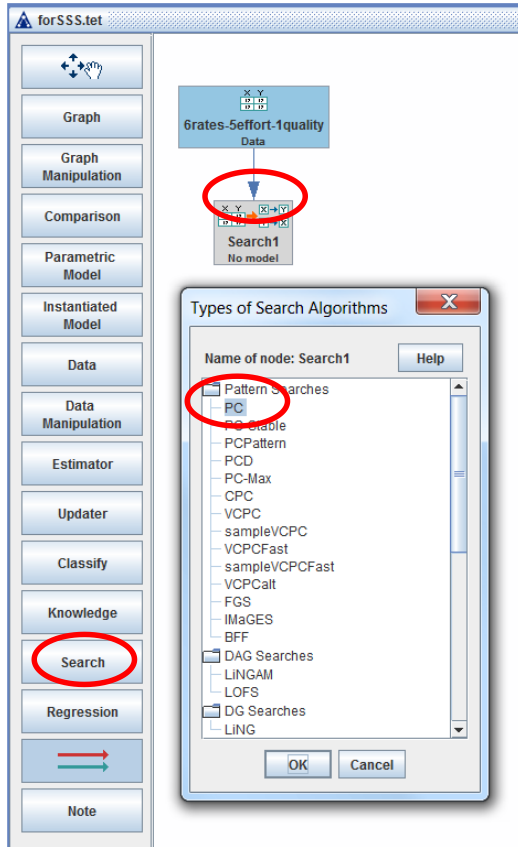 forSSS.tet
Graph
Graph
Manipulation
Comparison
Parametric
Model
Instantiated
Model
Data
Data
Manipulation
Estimator
Updater
Classify
Knowledge
Search
Regression
Note
X Y
6rates-5effort-1quality
Data
X Y X Y
Search1
No model
Types of Search Algorithms
X
Name of node: Search1
Help
Pattern Searches
PC
PC-Stable
PCPattern
PCD
PC-Max
CPC
VCPC
sampleVCPC
VCPCFast
sampleVCPCFast
VCPCalt
FGS
IMaGES
BFF
DAG Searches
LiNGAM
LOFS
DG Searches
LiNG
OK
Cancel